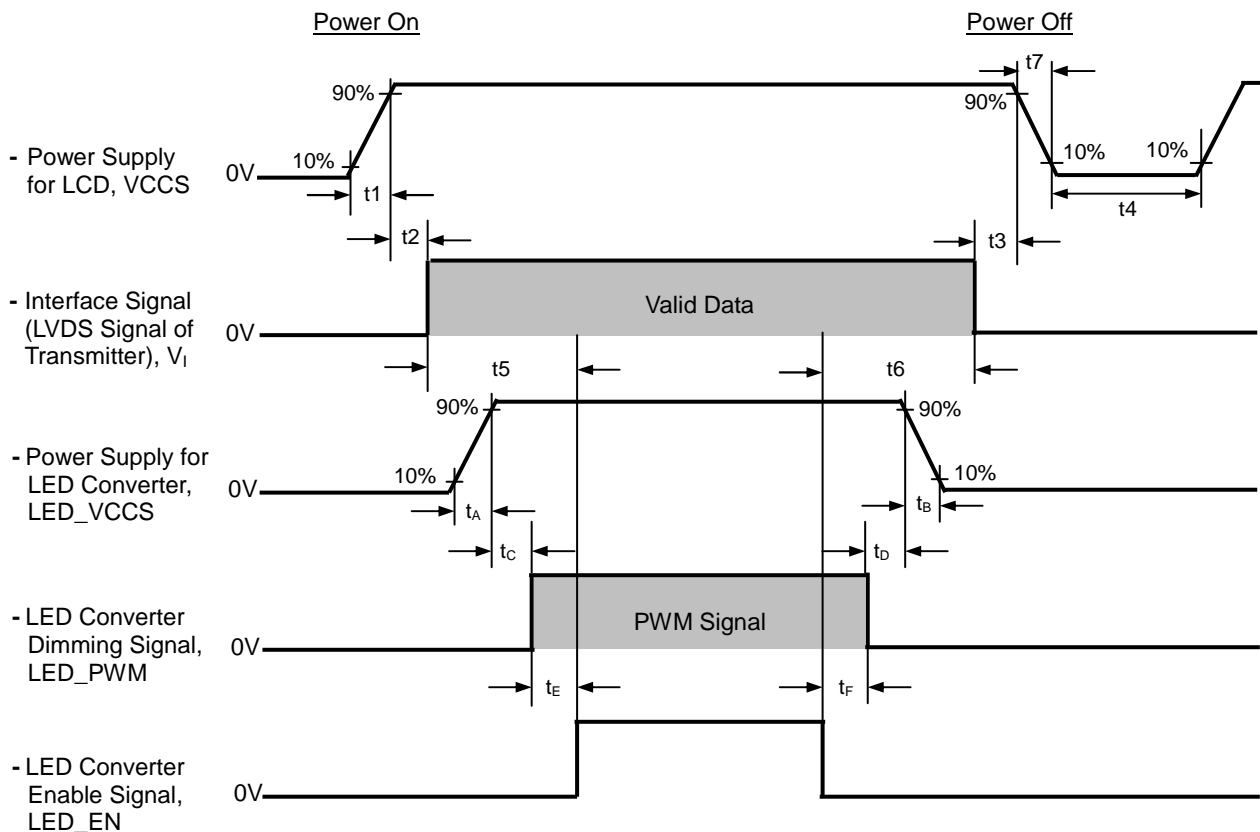 Power On
Power Off
t7
90%
90%
- Power Supply
for LCD, VCCS
10%
10%
10%
0V
t1
t4
t2
t3
- Interface Signal
(LVDS Signal of
Transmitter), VI
0V
Valid Data
t5
t6
90%
90%
- Power Supply for
LED Converter,
LED_VCCS
10%
10%
0V
tA
tB
tC
tD
- LED Converter
Dimming Signal,
LED_PWM
0V
PWM Signal
tE
tF
- LED Converter
Enable Signal,
LED_EN
0V